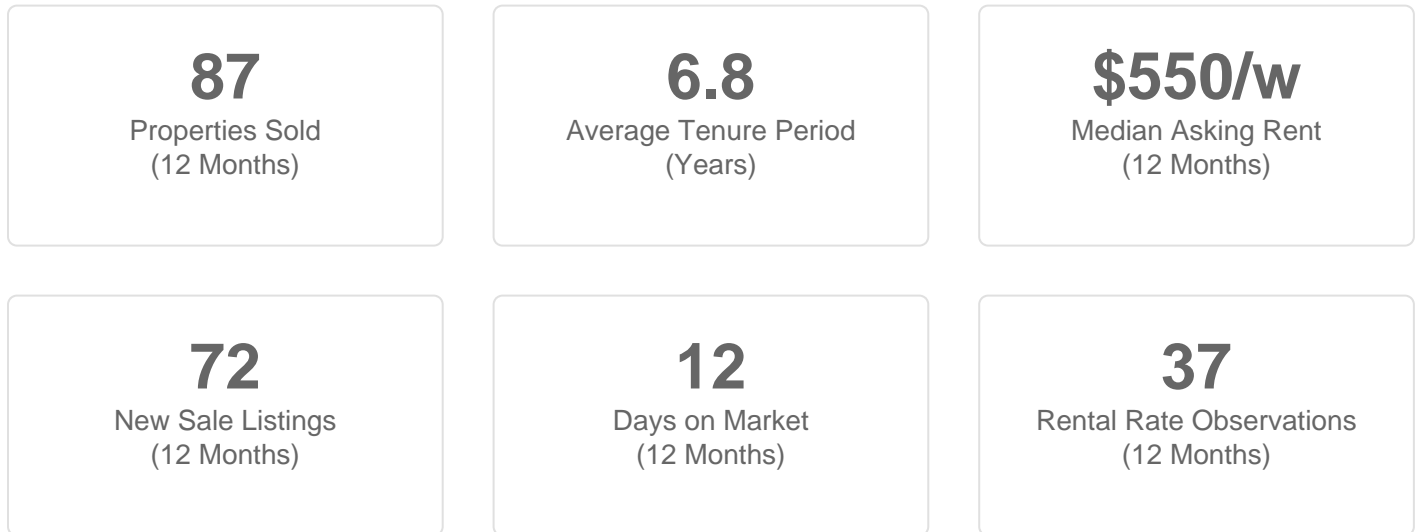 87
Properties Sold
(12 Months)
6.8
Average Tenure Period
(Years)
$550/w
Median Asking Rent
(12 Months)
72
New Sale Listings
(12 Months)
12
Days on Market
(12 Months)
37
Rental Rate Observations
(12 Months)